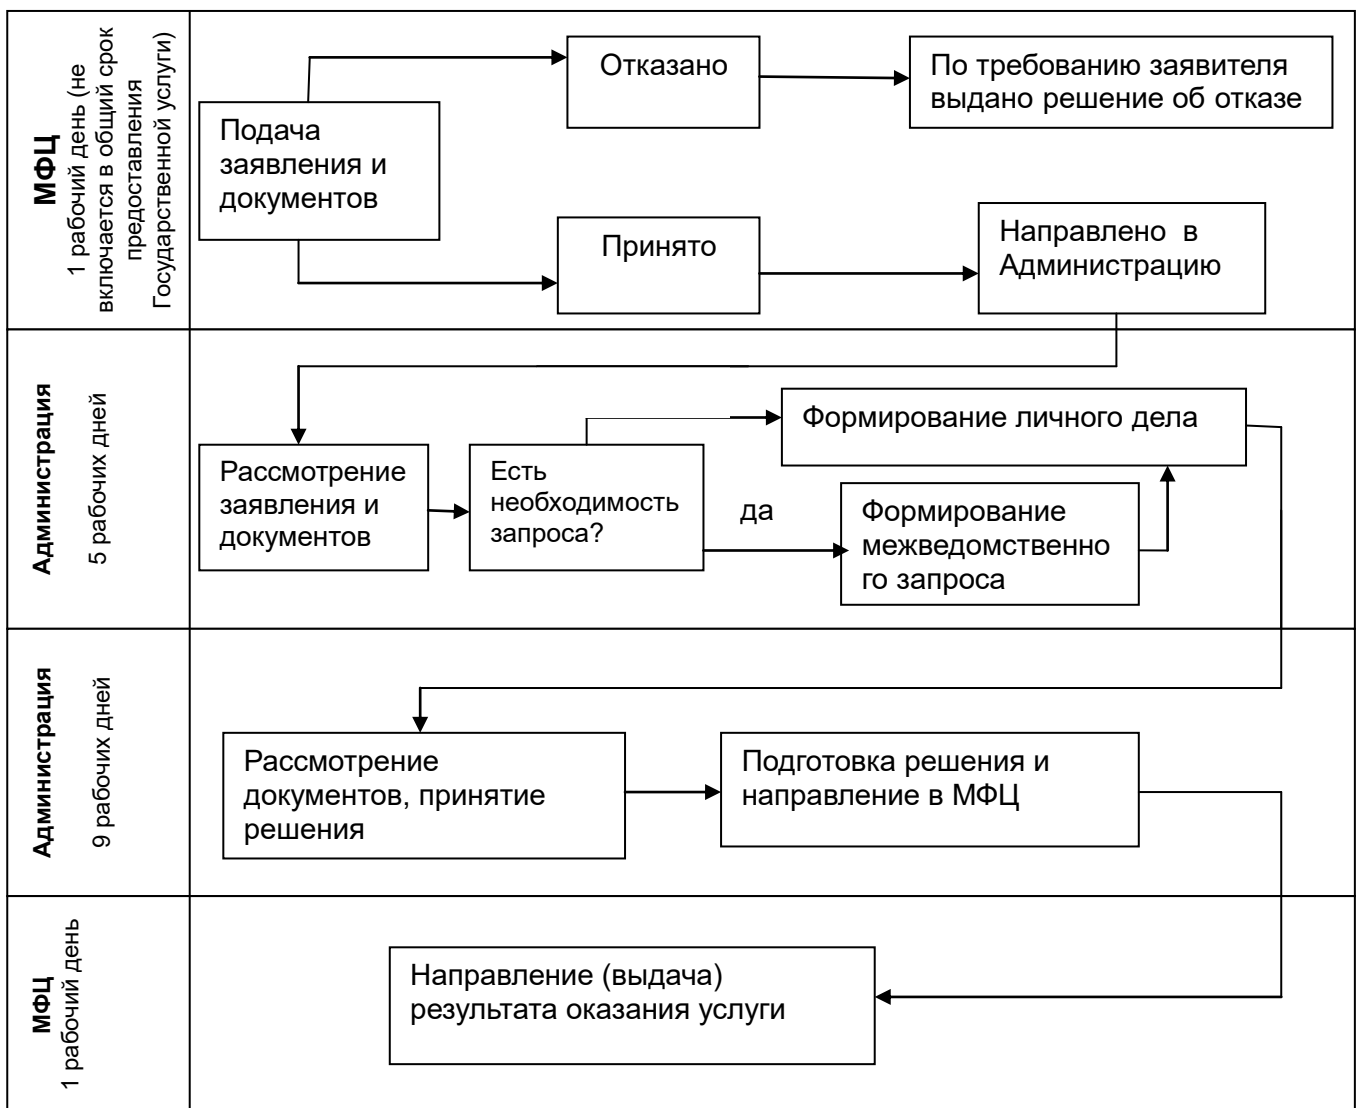 МФЦ
1 рабочий день (не
включается в общий срок
предоставления
Государственной услуги)
Подача
заявления и
документов
Отказано
По требованию заявителя
выдано решение об отказе
Принято
Направлено в
Администрацию
Администрация
5 рабочих дней
Рассмотрение
заявления и
документов
Есть
необходимость
запроса?
да
Формирование личного дела
Формирование
межведомственно
го запроса
Администрация
9 рабочих дней
Рассмотрение
документов, принятие
решения
Подготовка решения и
направление в МФЦ
МФЦ
1 рабочий день
Направление (выдача)
результата оказания услуги